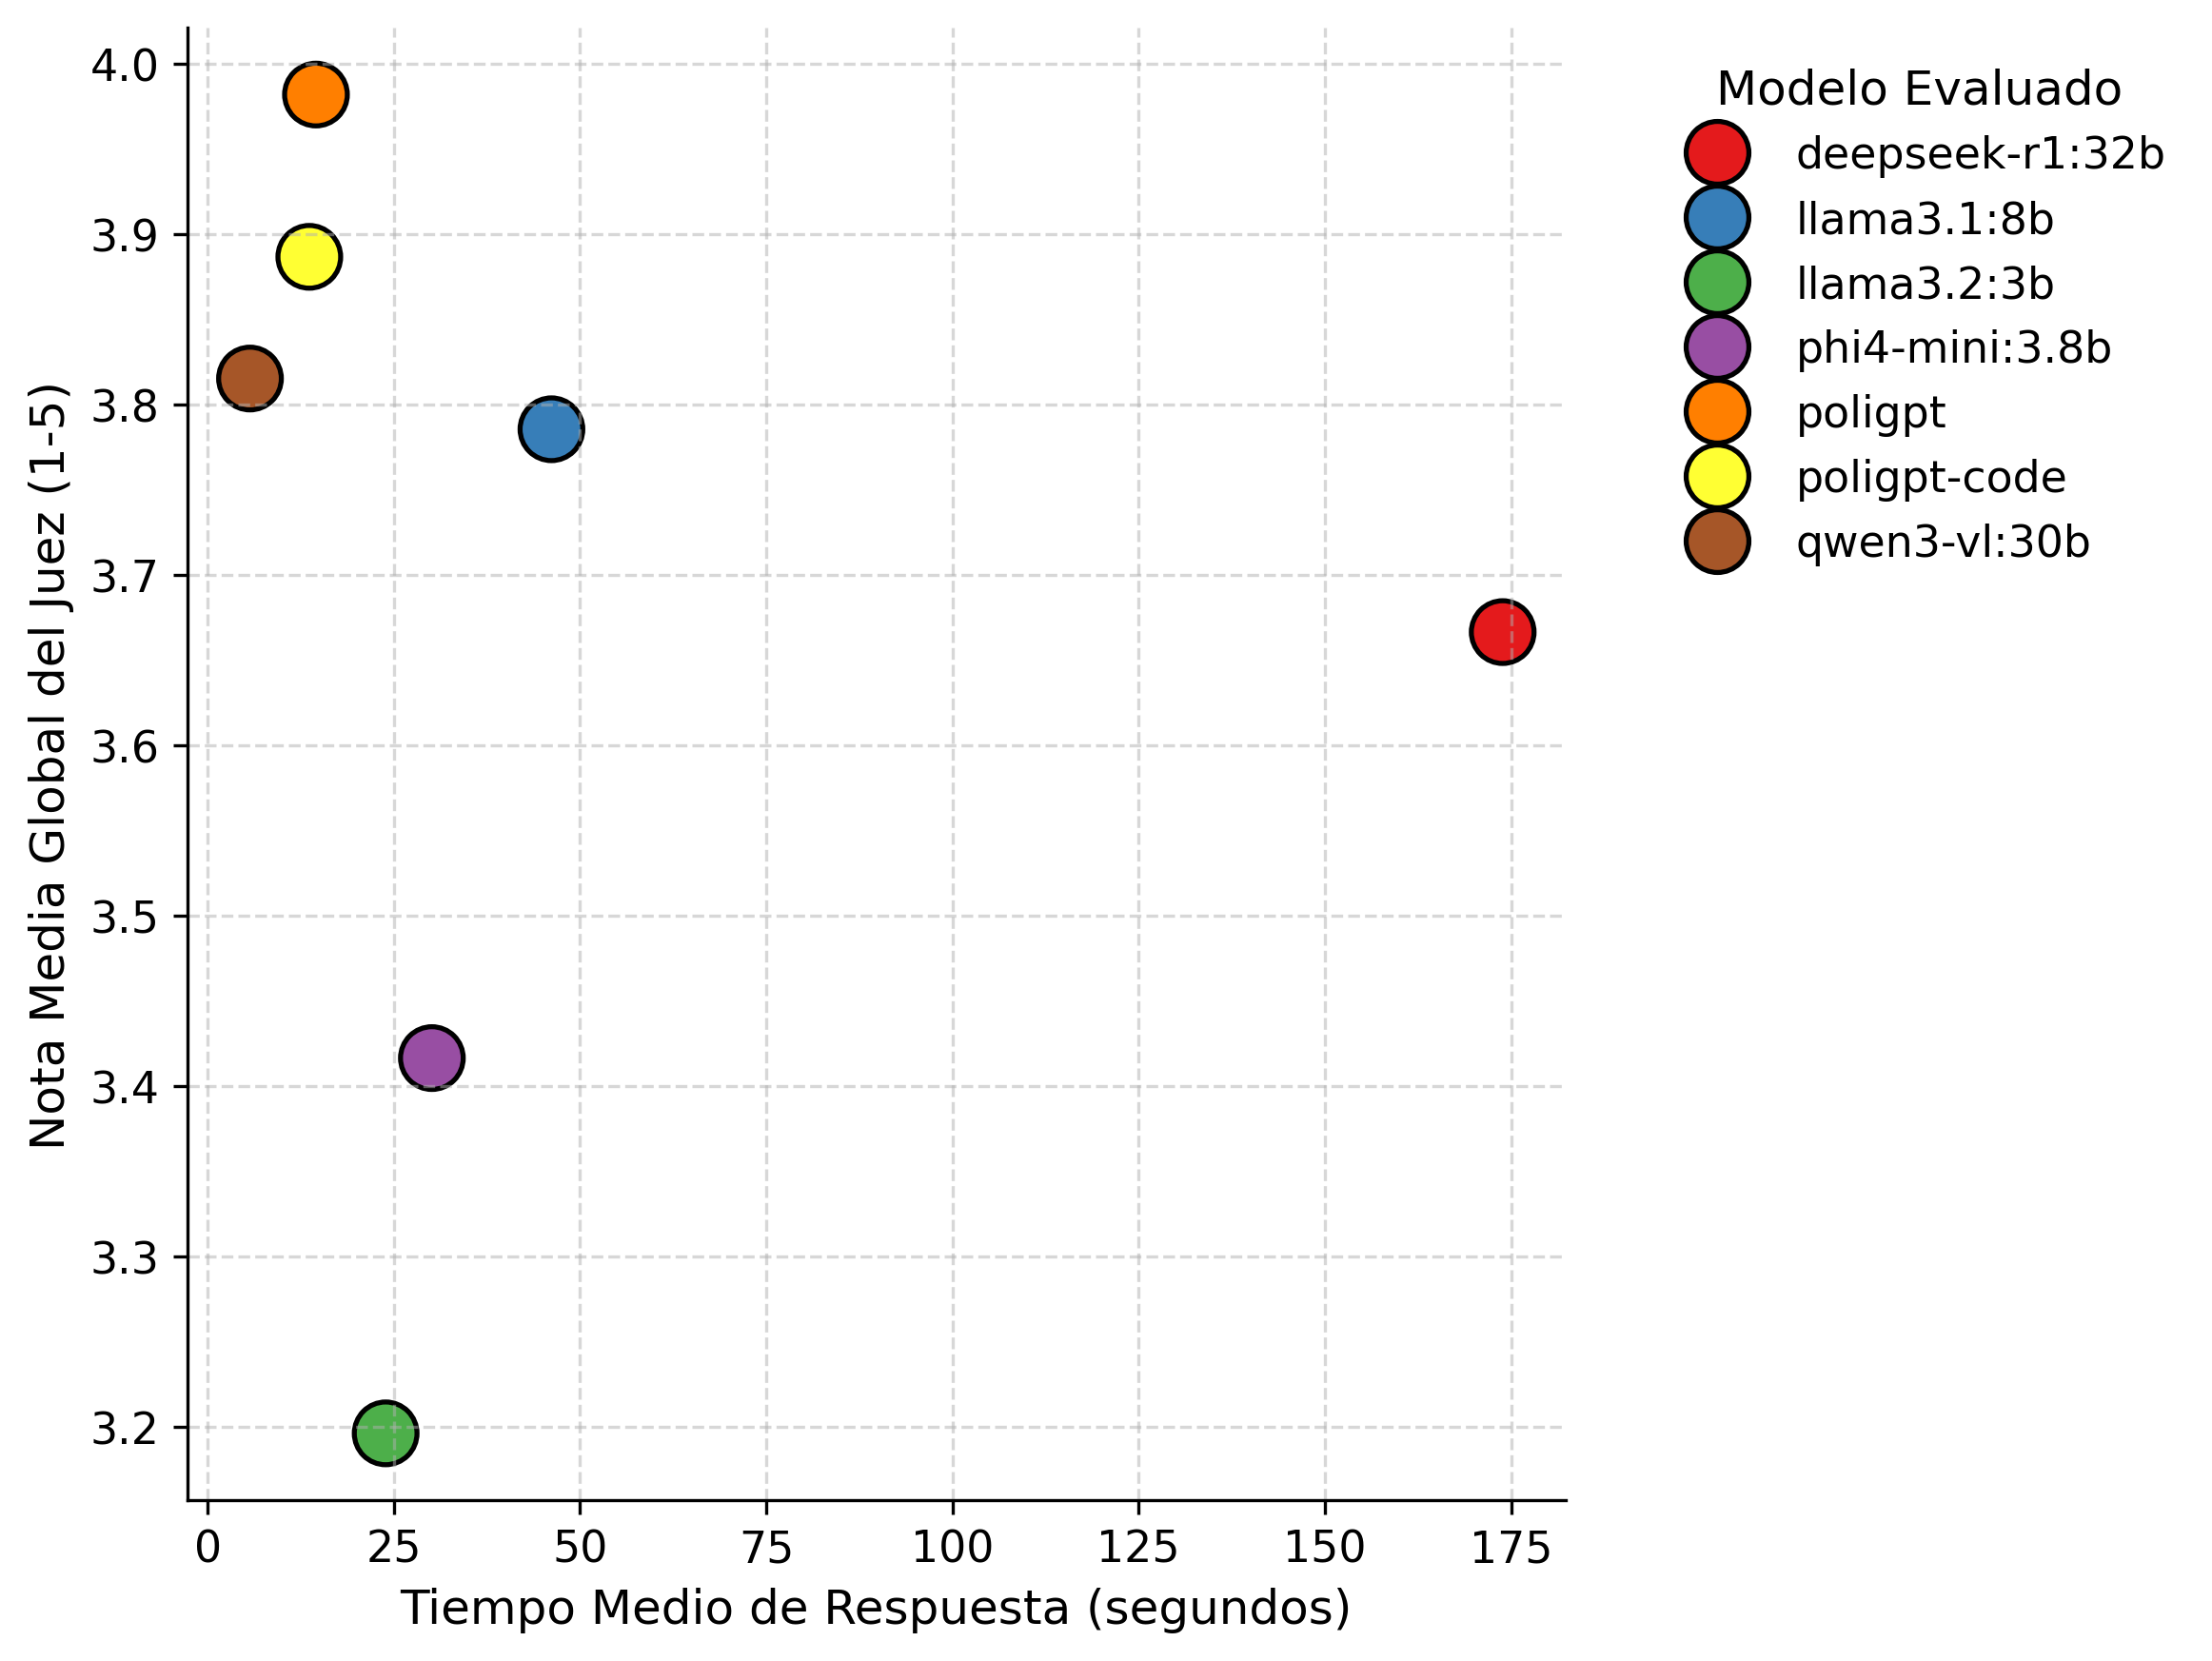 Nota Media Global del Juez (1-5)
4.0
3.9
3.8
3.7
3.6
3.5
3.4
3.3
3.2
0 25 50 75 100 125 150 175
Tiempo Medio de Respuesta (segundos)
Modelo Evaluado
deepseek-r1:32b
llama3.1:8b
llama3.2:3b
phi4-mini:3.8b
poligpt
poligpt-code
qwen3-vl:30b